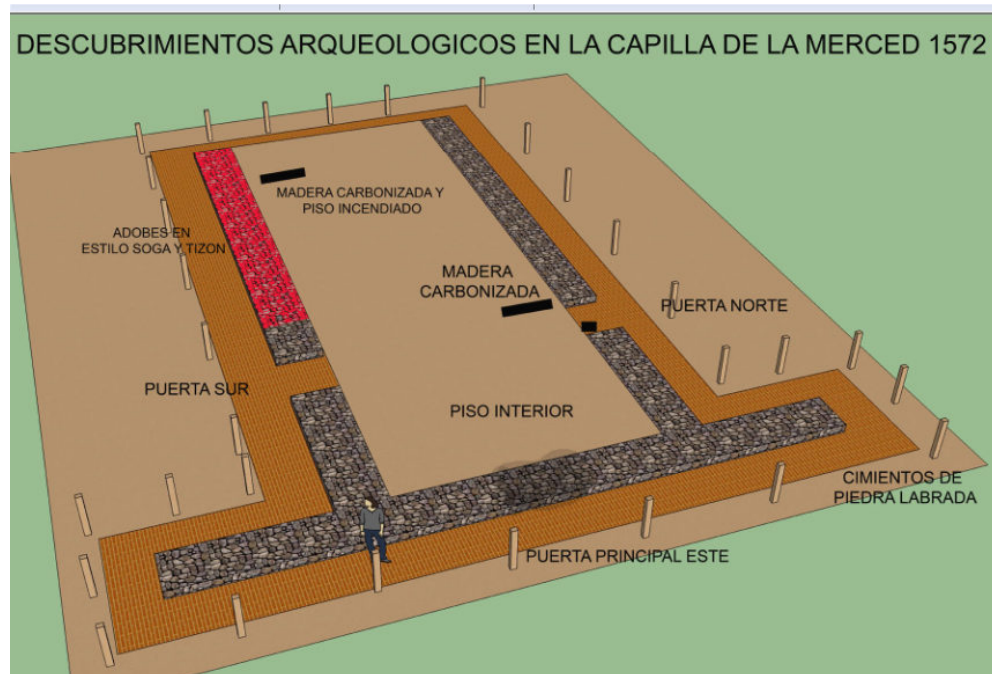 DESCUBRIMIENTOS ARQUEOLOGICOS EN LA CAPILLA DE LA MERCED 1572
MADERA CARBONIZADA Y
PISO INCENDIADO
ADOBES EN
ESTILO SOGA Y TIZON
MADERA
CARBONIZADA
PUERTA NORTE
PUERTA SUR
PISO INTERIOR
CIMIENTOS DE
PIEDRA LABRADA
PUERTA PRINCIPAL ESTE